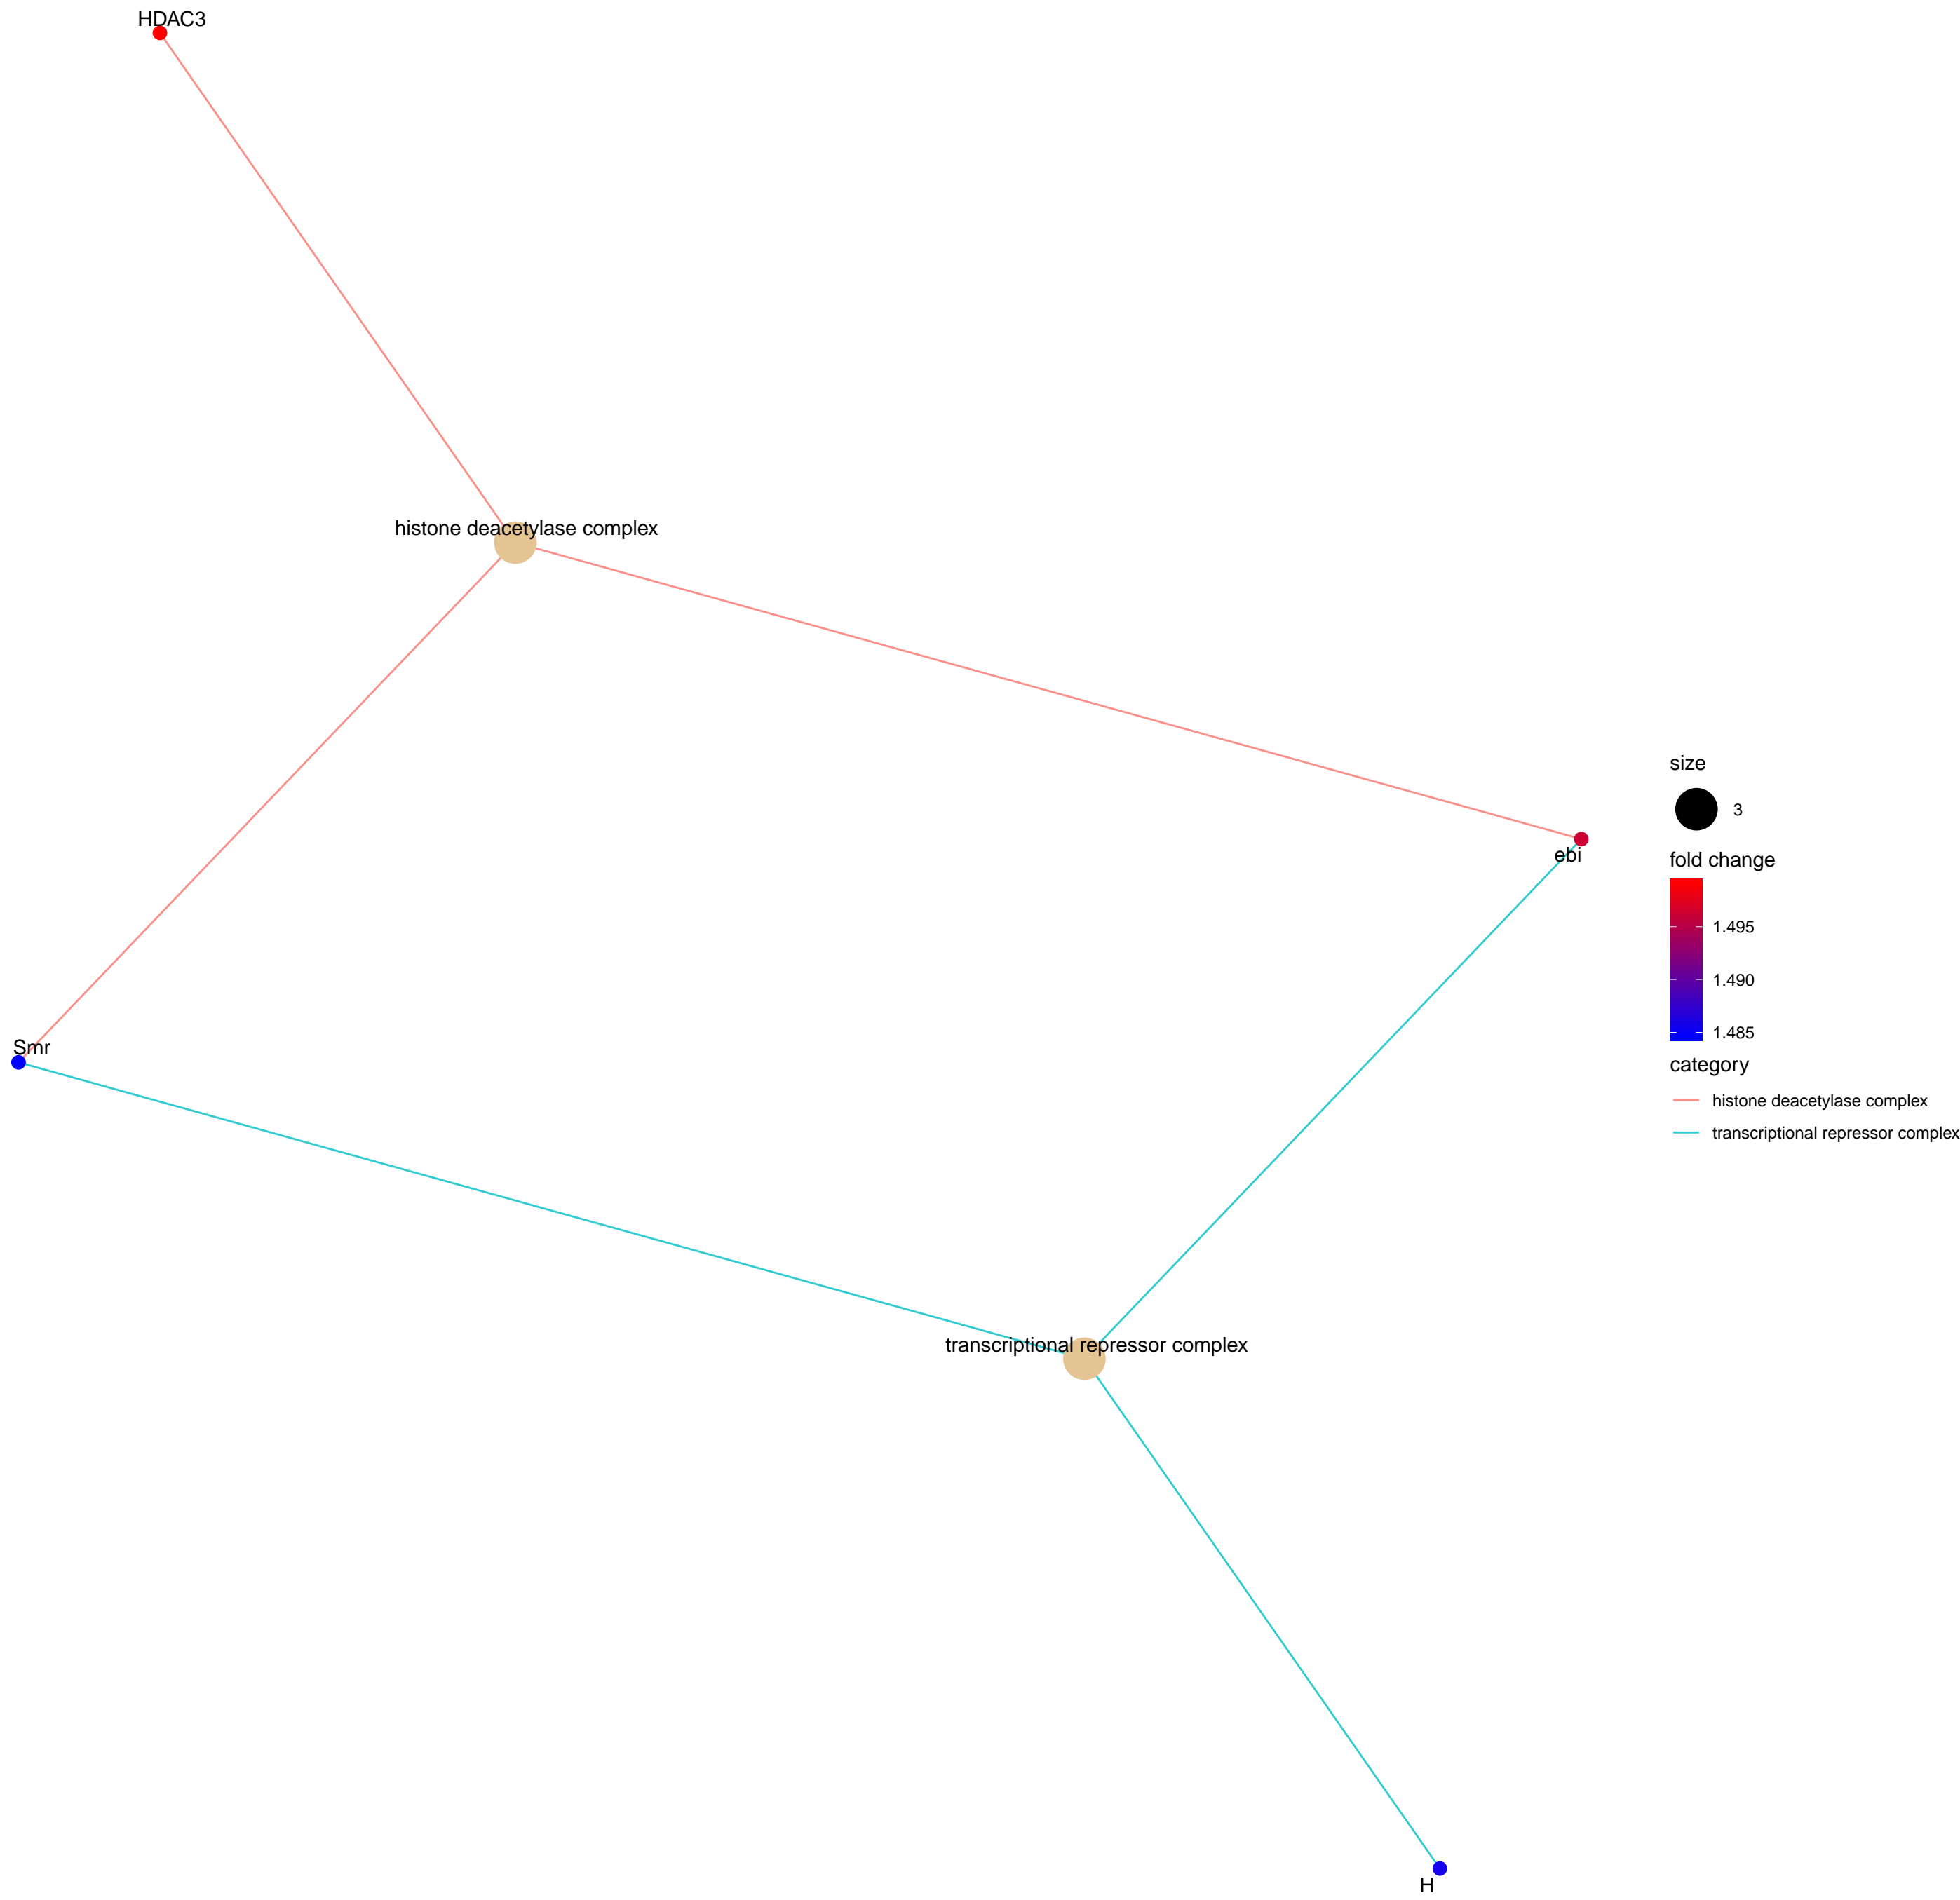 HDAC3
histone deacetylase complex
ebi
Smr
transcriptional repressor complex
H
size
3
fold change
1.495
1.490
1.485
category
histone deacetylase complex
transcriptional repressor complex